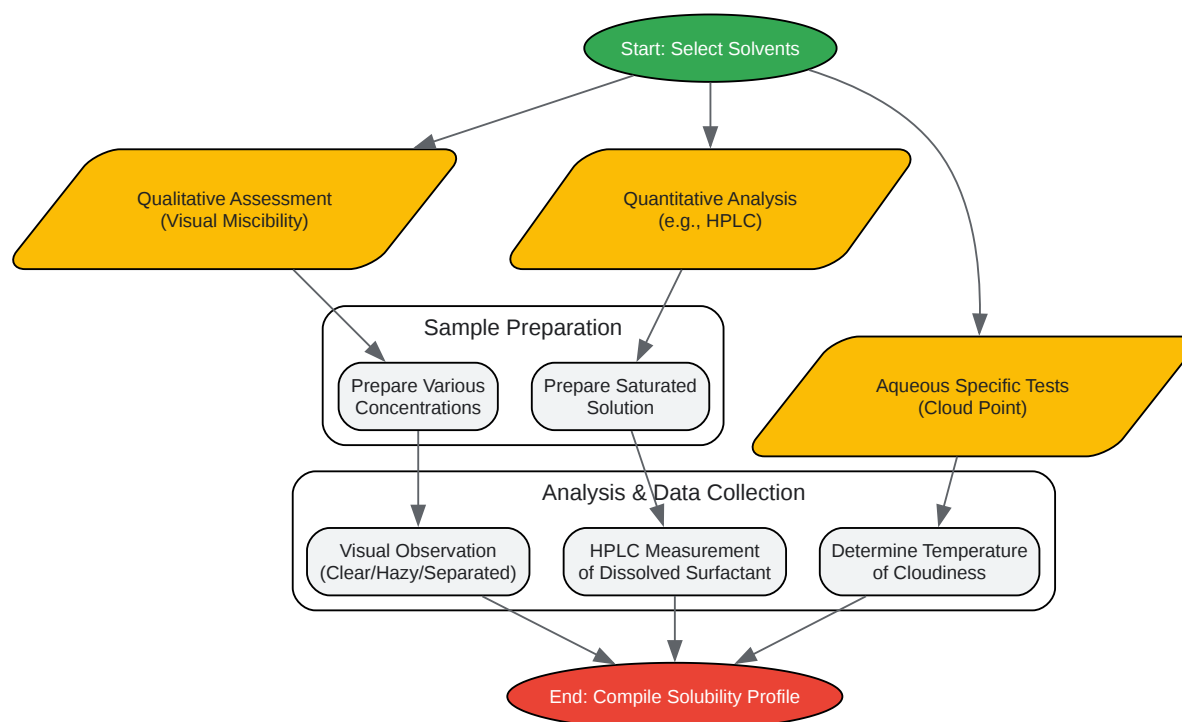 Start: Select Solvents
Qualitative Assessment
(Visual Miscibility)
Quantitative Analysis
(e.g., HPLC)
Sample Preparation
Prepare Various
Concentrations
Prepare Saturated
Solution
Aqueous Specific Tests
(Cloud Point)
Analysis & Data Collection
Visual Observation
(Clear/Hazy/Separated)
HPLC Measurement
of Dissolved Surfactant
Determine Temperature
of Cloudiness
End: Compile Solubility Profile